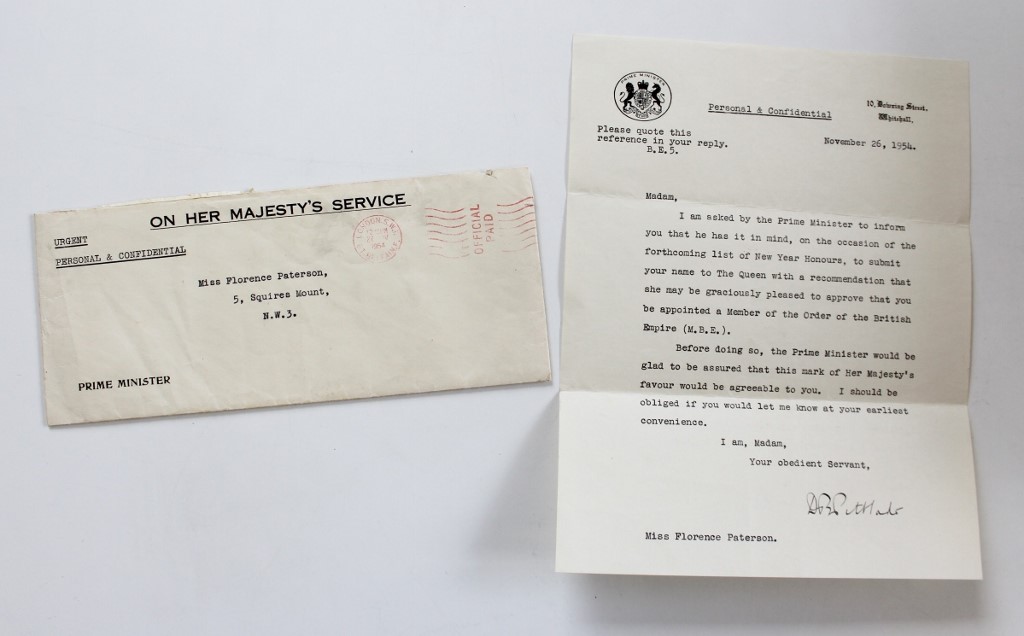 ON HER MAJESTY'S SERVICE
URGENT
PERSONAL & CONFIDENTIAL
OFFICIAL
PAID
Miss Florence Paterson,
5, Squires Mount,
N.W.3.
PRIME MINISTER
PRIME MINISTER
Personal & Confidential
10, Downing Street,
Whitehall.
Please quote this
reference in your reply.
B.E.5.
November 26, 1954.
Madam,
I am asked by the Prime Minister to inform
you that he has it in mind, on the occasion of the
forthcoming list of New Year Honours, to submit
your name to The Queen with a recommendation that
she may be graciously pleased to approve that you
be appointed a Member of the Order of the British
Empire (M.B.E.).
Before doing so, the Prime Minister would be
glad to be assured that this mark of Her Majesty's
favour would be agreeable to you. I should be
obliged if you would let me know at your earliest
convenience.
I am, Madam,
Your obedient Servant,
Miss Florence Paterson.